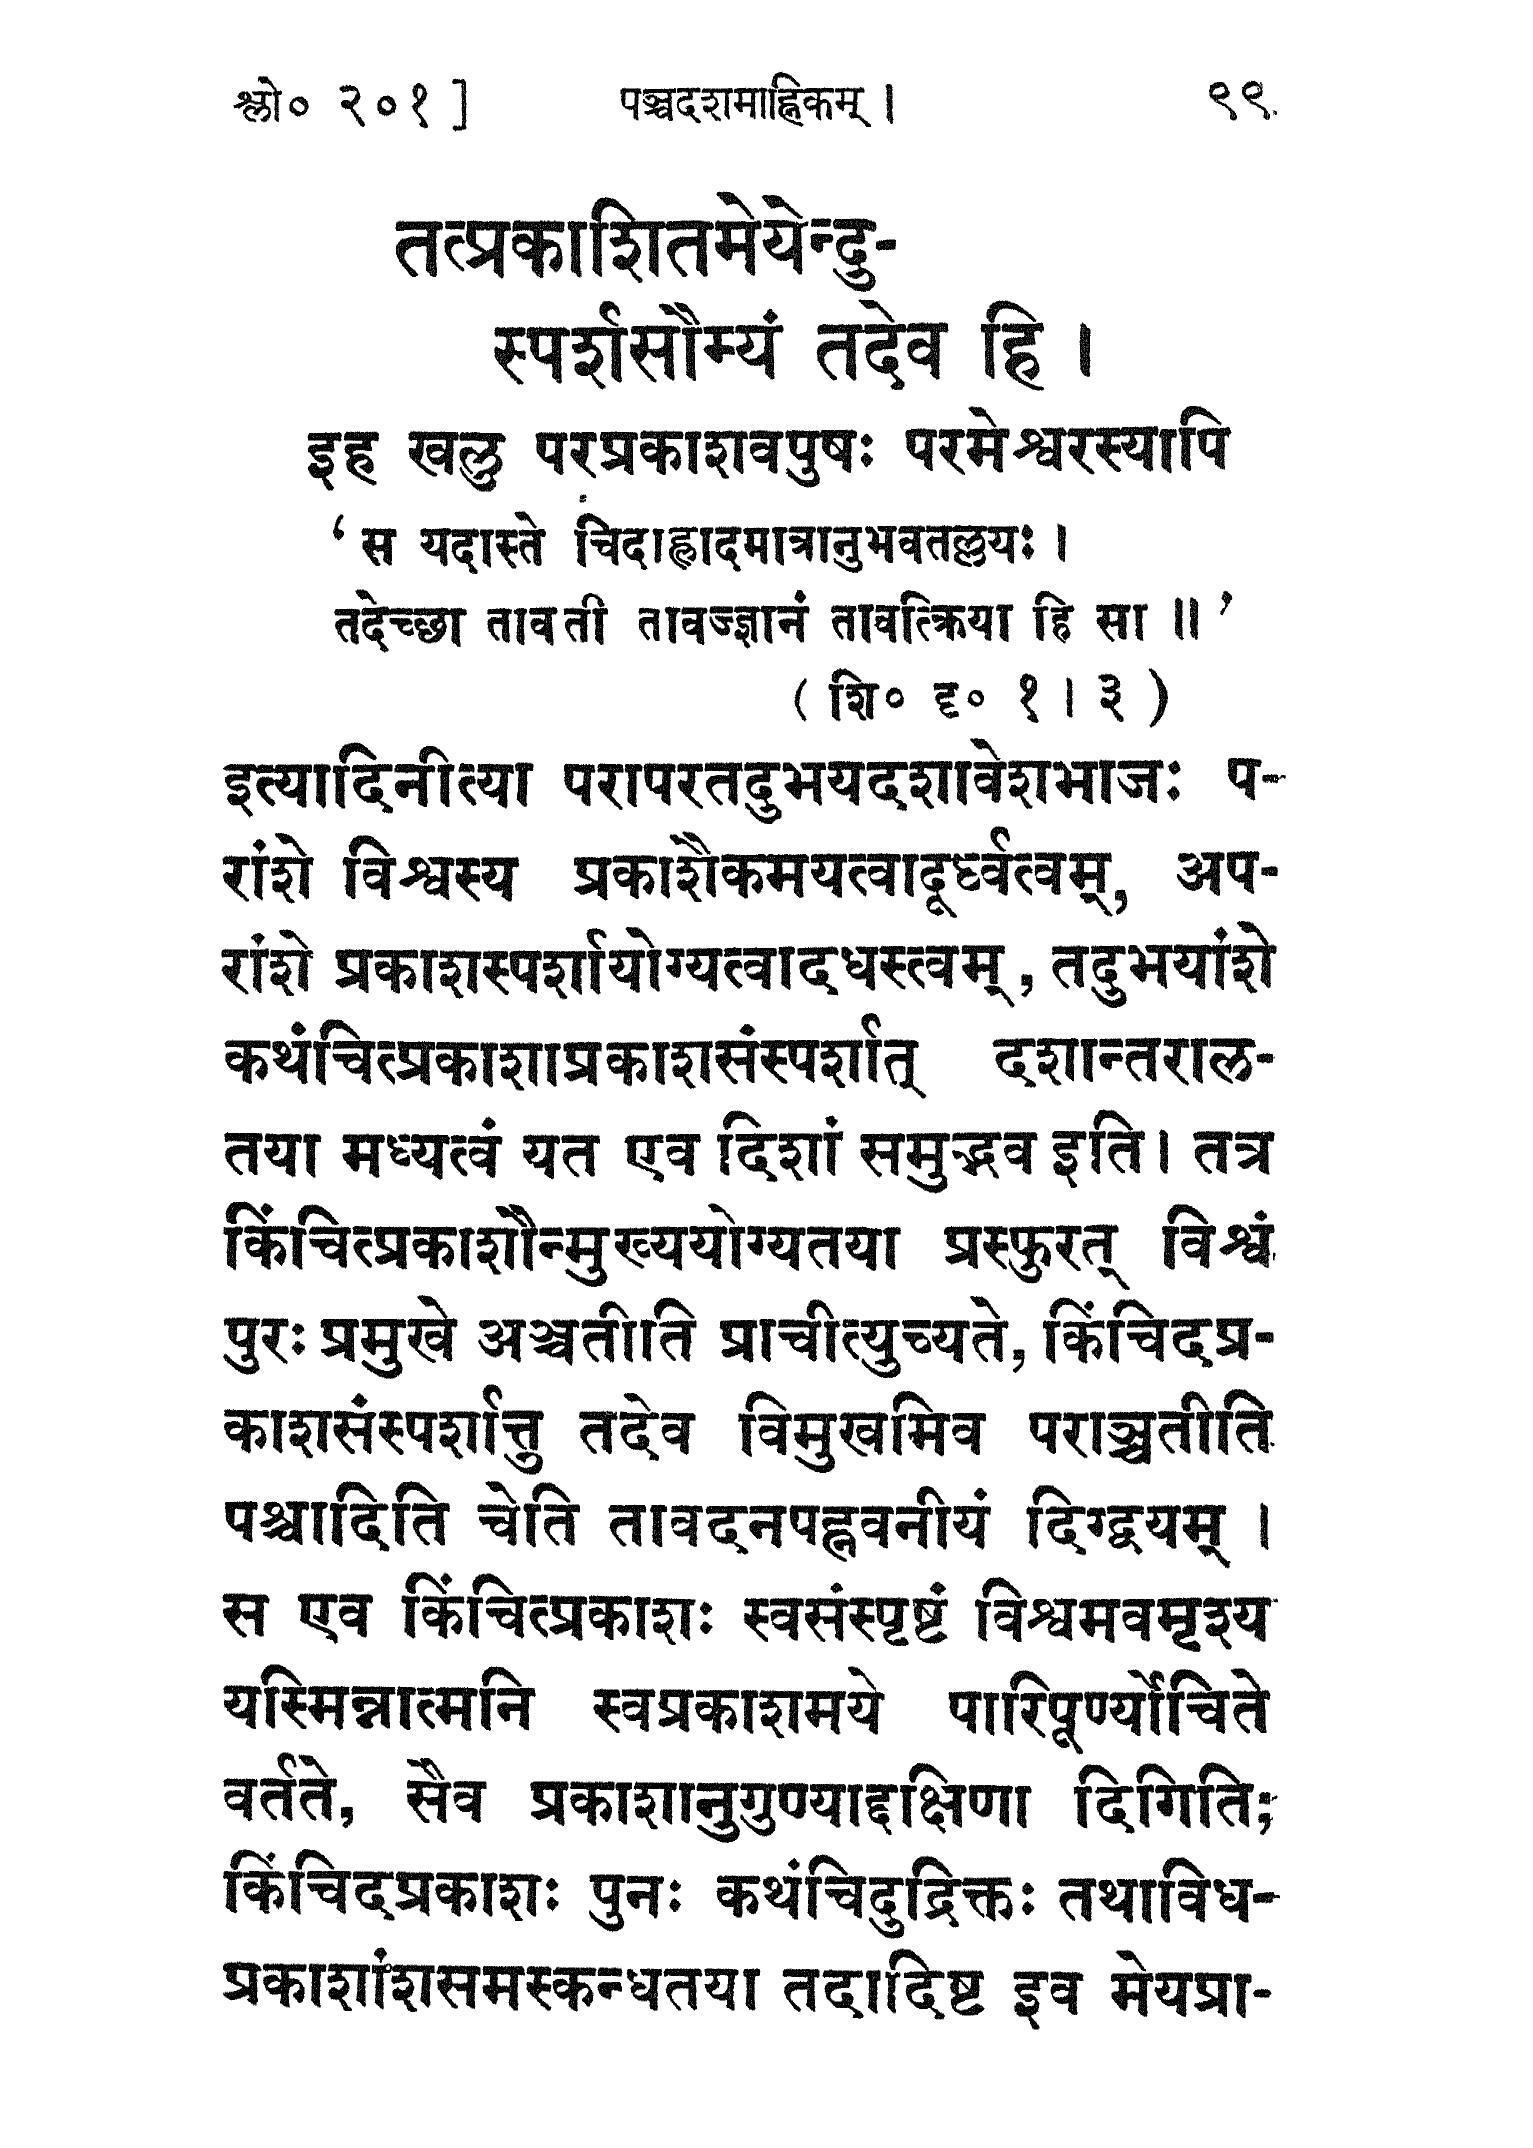 श्लो० २०१ ] पञ्चदशमाह्निकम् । ९९
तत्प्रकाशितमेयेन्दु-
स्पर्शसौम्यं तदेव हि ।
इह खलु परप्रकाशवपुषः परमेश्वरस्यापि
‘ स यदास्ते चिदाह्लादमात्रानुभवतल्लयः ।
तदेच्छा तावती तावज्ज्ञानं तावत्क्रिया हि सा ॥ ’
( शि० दृ० १ । ३ )
इत्यादिनीत्या परापरतदुभयदशावेशभाजः प-
रांशे विश्वस्य प्रकाशैकमयत्वादूर्ध्वत्वम्, अप-
रांशे प्रकाशस्पर्शायोग्यत्वादधस्त्वम्, तदुभयांशे
कथंचित्प्रकाशाप्रकाशसंस्पर्शात् दशान्तराल-
तया मध्यत्वं यत एव दिशां समुद्भव इति । तत्र
किंचित्प्रकाशौन्मुख्ययोग्यतया प्रस्फुरत् विश्वं
पुरः प्रमुखे अञ्चतीति प्राचीत्युच्यते, किंचिदप्र-
काशसंस्पर्शात्तु तदेव विमुखमिव पराञ्चतीति
पश्चादिति चेति तावदनपह्नवनीयं दिग्द्वयम् ।
स एव किंचित्प्रकाशः स्वसंस्पृष्टं विश्वमवमृश्य
यस्मिन्नात्मनि स्वप्रकाशमये पारिपूर्ण्योचिते
वर्तते, सैव प्रकाशानुगुण्याद्दक्षिणा दिगिति;
किंचिदप्रकाशः पुनः कथंचिदुद्रिक्तः तथाविध-
प्रकाशांशसमस्कन्धतया तदादिष्ट इव मेयप्रा-